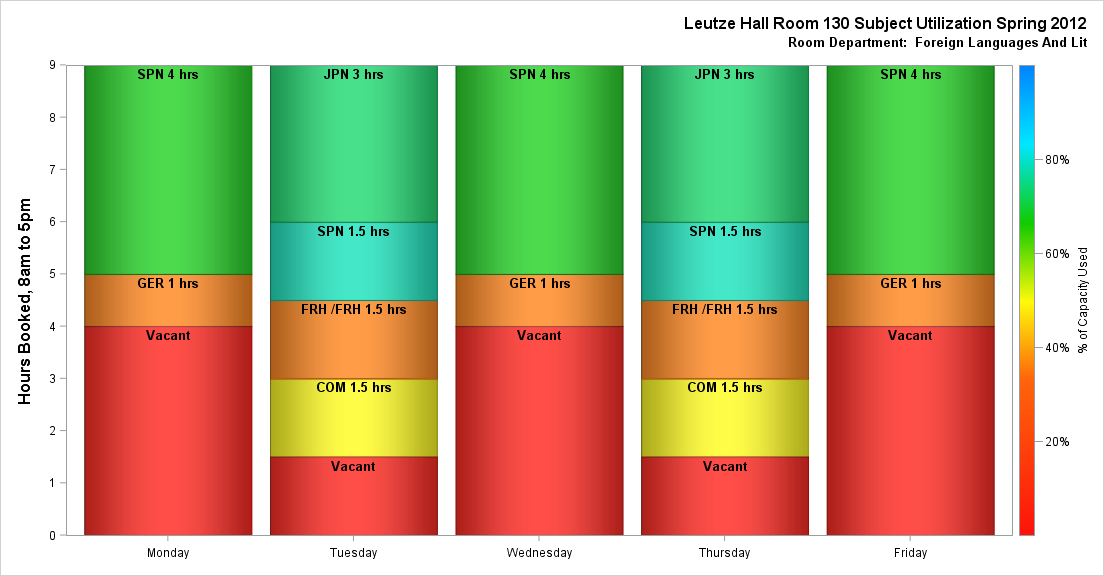 Leutze Hall Room 130 Subject Utilization Spring 2012
Room Department:  Foreign Languages And Lit
Hours Booked, 8am to 5pm
9
8
7
6
5
4
3
2
1
0
SPN 4 hrs
GER 1 hrs
Vacant
JPN 3 hrs
SPN 1.5 hrs
FRH /FRH 1.5 hrs
COM 1.5 hrs
Vacant
SPN 4 hrs
GER 1 hrs
Vacant
JPN 3 hrs
SPN 1.5 hrs
FRH /FRH 1.5 hrs
COM 1.5 hrs
Vacant
SPN 4 hrs
GER 1 hrs
Vacant
Monday
Tuesday
Wednesday
Thursday
Friday
80%
60%
40%
20%
% of Capacity Used